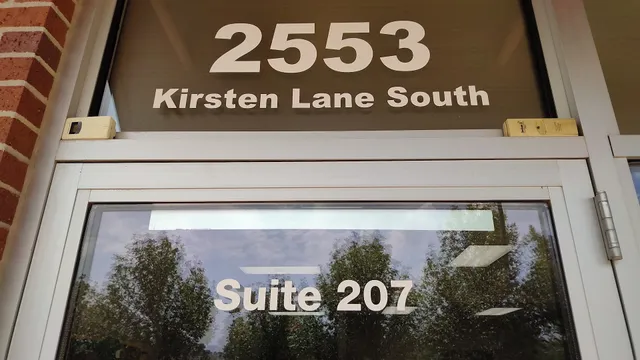 2553
Kirsten Lane South
Suite 207